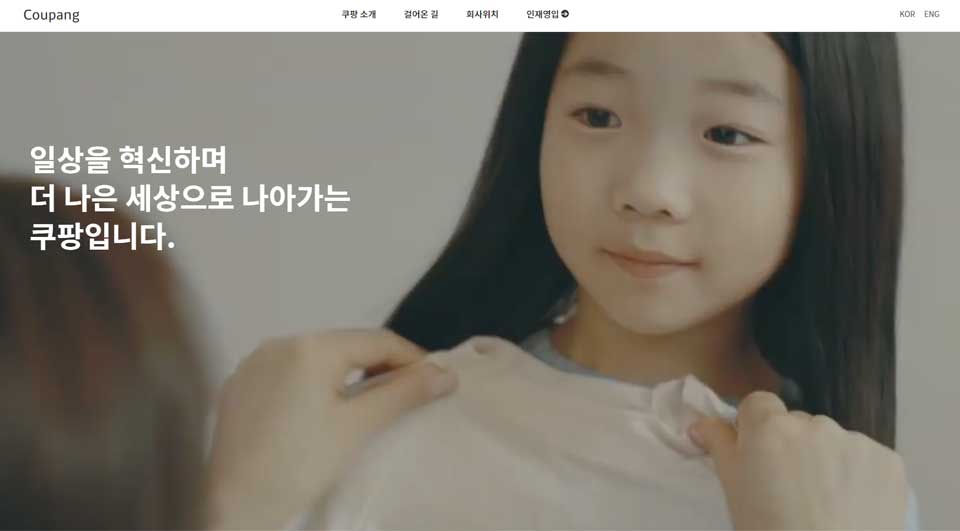 Coupang
쿠팡 소개
걸어온 길
회사위치
인재영입
KOR
ENG
일상을 혁신하며
더 나은 세상으로 나아가는
쿠팡입니다.